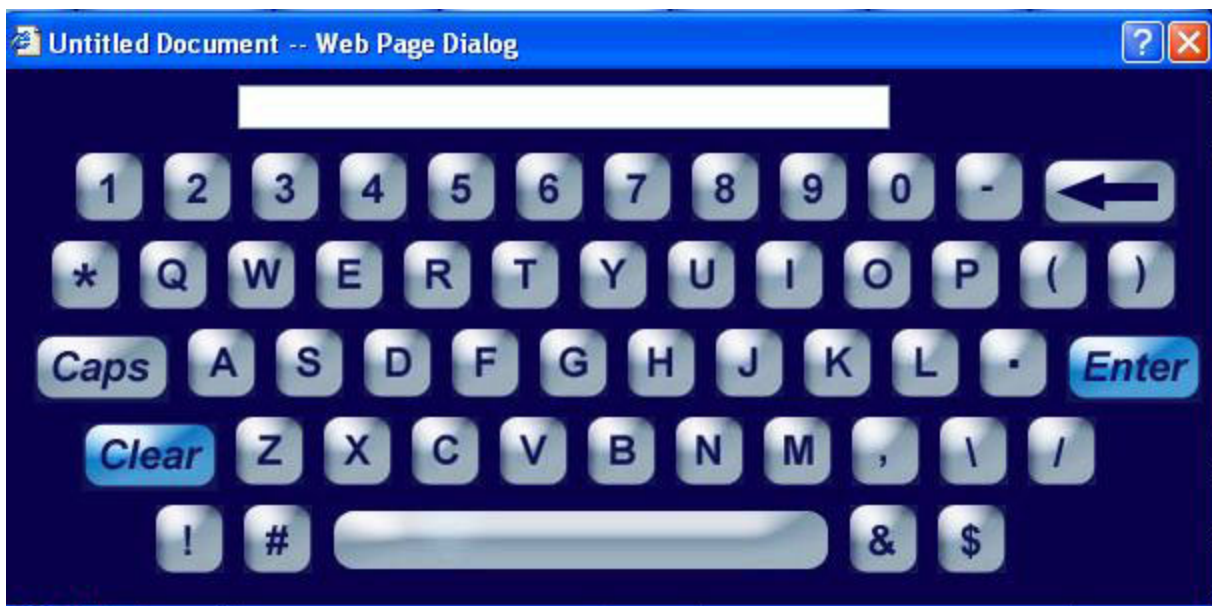 Untitled Document -- Web Page Dialog ?
1 2 3 4 5 6 7 8 9 0 -
* Q W E R T Y U I O P ( )
Caps A S D F G H J K L . Enter
Clear Z X C V B N M , \ /
! # & $